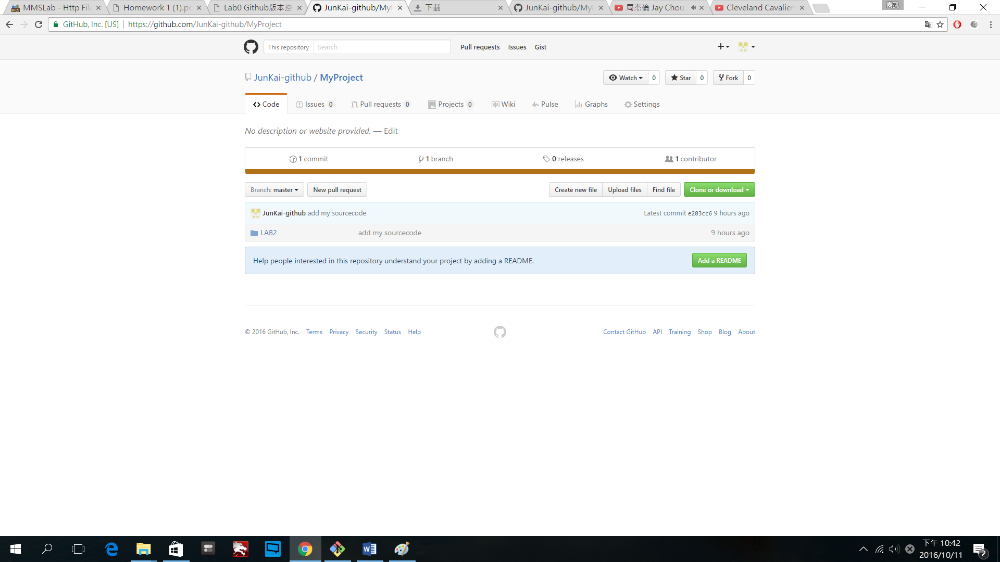 MMSLab - Http Fil
Homework 1 (1).p
Lab0 Github版本控
JunKai-github/My
下載
JunKai-github/My
周杰倫 Jay Chou
Cleveland Cavalier
雋凱
GitHub, Inc. [US]
https://github.com/JunKai-github/MyProject
This repository
Search
Pull requests
Issues
Gist
JunKai-github / MyProject
Watch 0
Star 0
Fork 0
Code
Issues 0
Pull requests 0
Projects 0
Wiki
Pulse
Graphs
Settings
No description or website provided. — Edit
1 commit
1 branch
0 releases
1 contributor
Branch: master
New pull request
Create new file
Upload files
Find file
Clone or download
JunKai-github add my sourcecode
Latest commit e203cc6 9 hours ago
LAB2
add my sourcecode
9 hours ago
Help people interested in this repository understand your project by adding a README.
Add a README
© 2016 GitHub, Inc.
Terms
Privacy
Security
Status
Help
Contact GitHub
API
Training
Shop
Blog
About
下午 10:42
2016/10/11
2